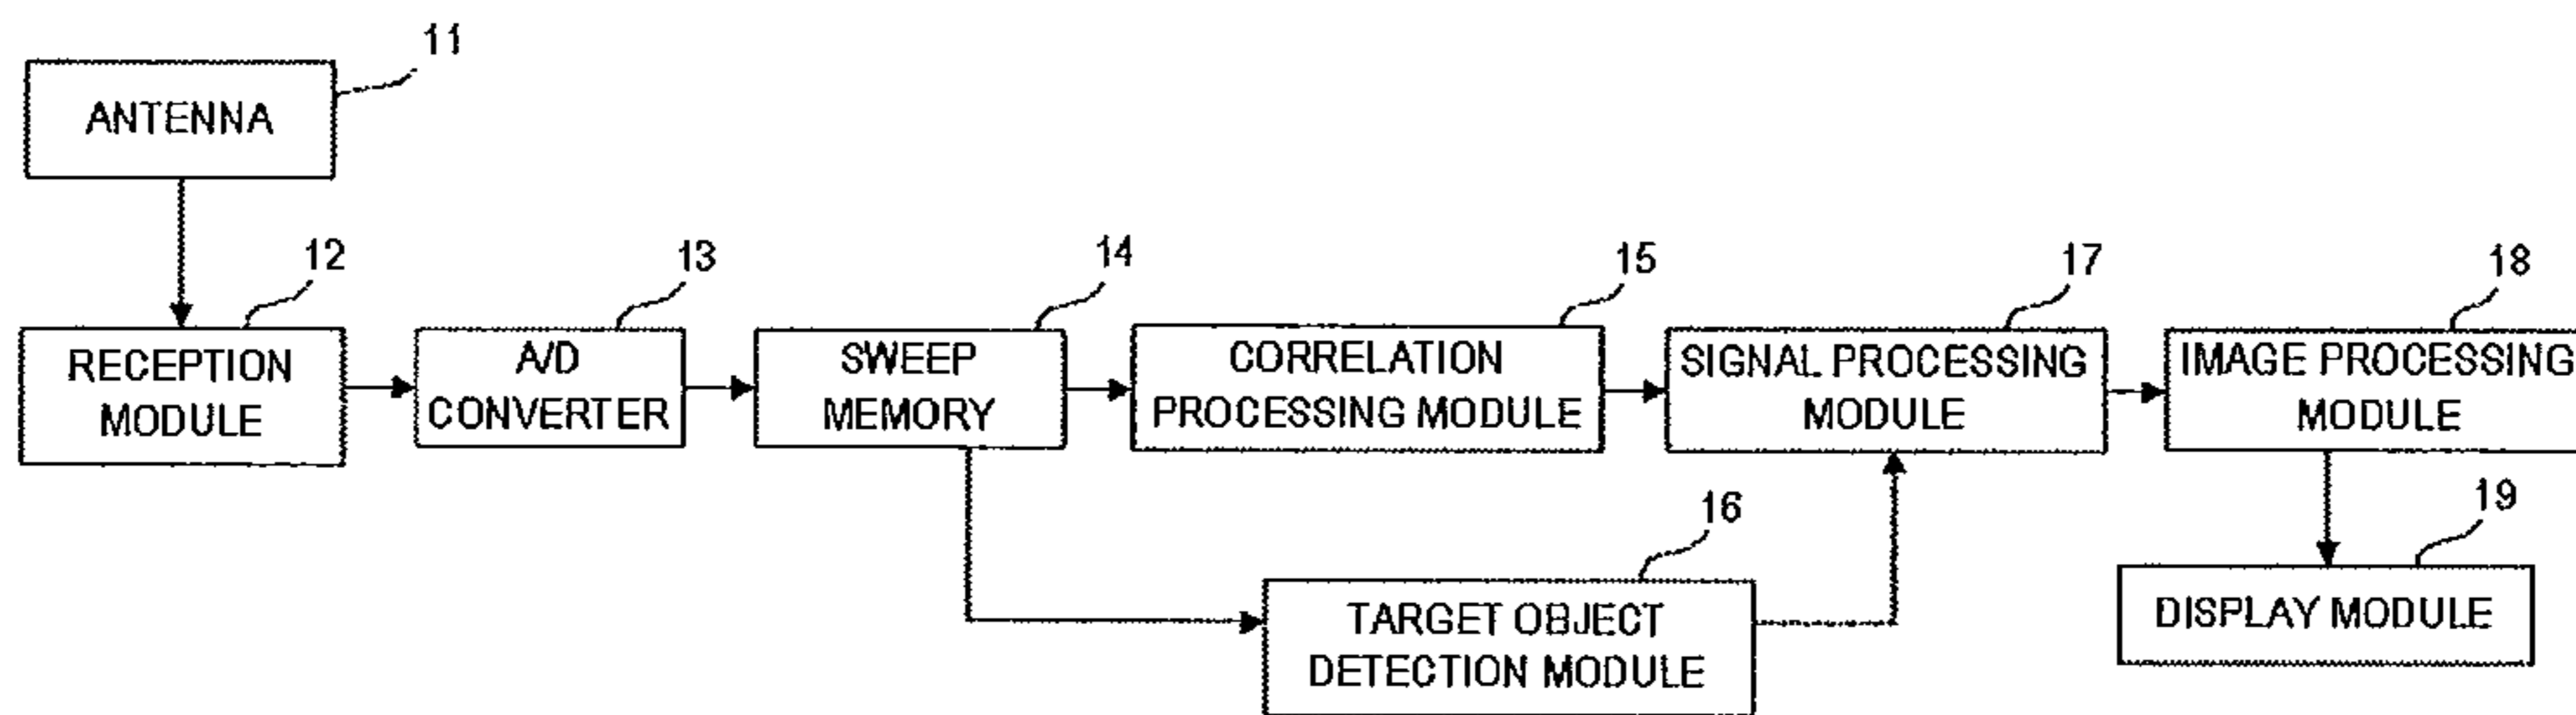 11
ANTENNA
12
13
14
15
17
18
RECEPTION
MODULE
A/D
CONVERTER
SWEEP
MEMORY
CORRELATION
PROCESSING MODULE
SIGNAL PROCESSING
MODULE
IMAGE PROCESSING
MODULE
16
19
TARGET OBJECT
DETECTION MODULE
DISPLAY MODULE